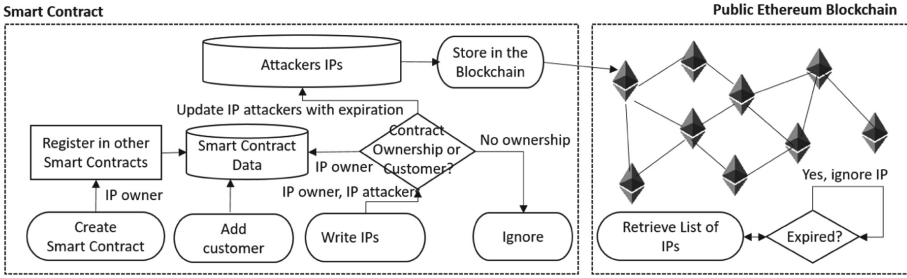 Smart Contract
Public Ethereum Blockchain
Attackers IPs
Store in the
Blockchain
Update IP attackers with expiration
Register in other
Smart Contracts
Smart Contract
Data
Contract
Ownership or
Customer?
No ownership
IP owner
IP owner
IP owner, IP attacker
Yes, ignore IP
Create
Smart Contract
Add
customer
Write IPs
Ignore
Retrieve List of
IPs
Expired?